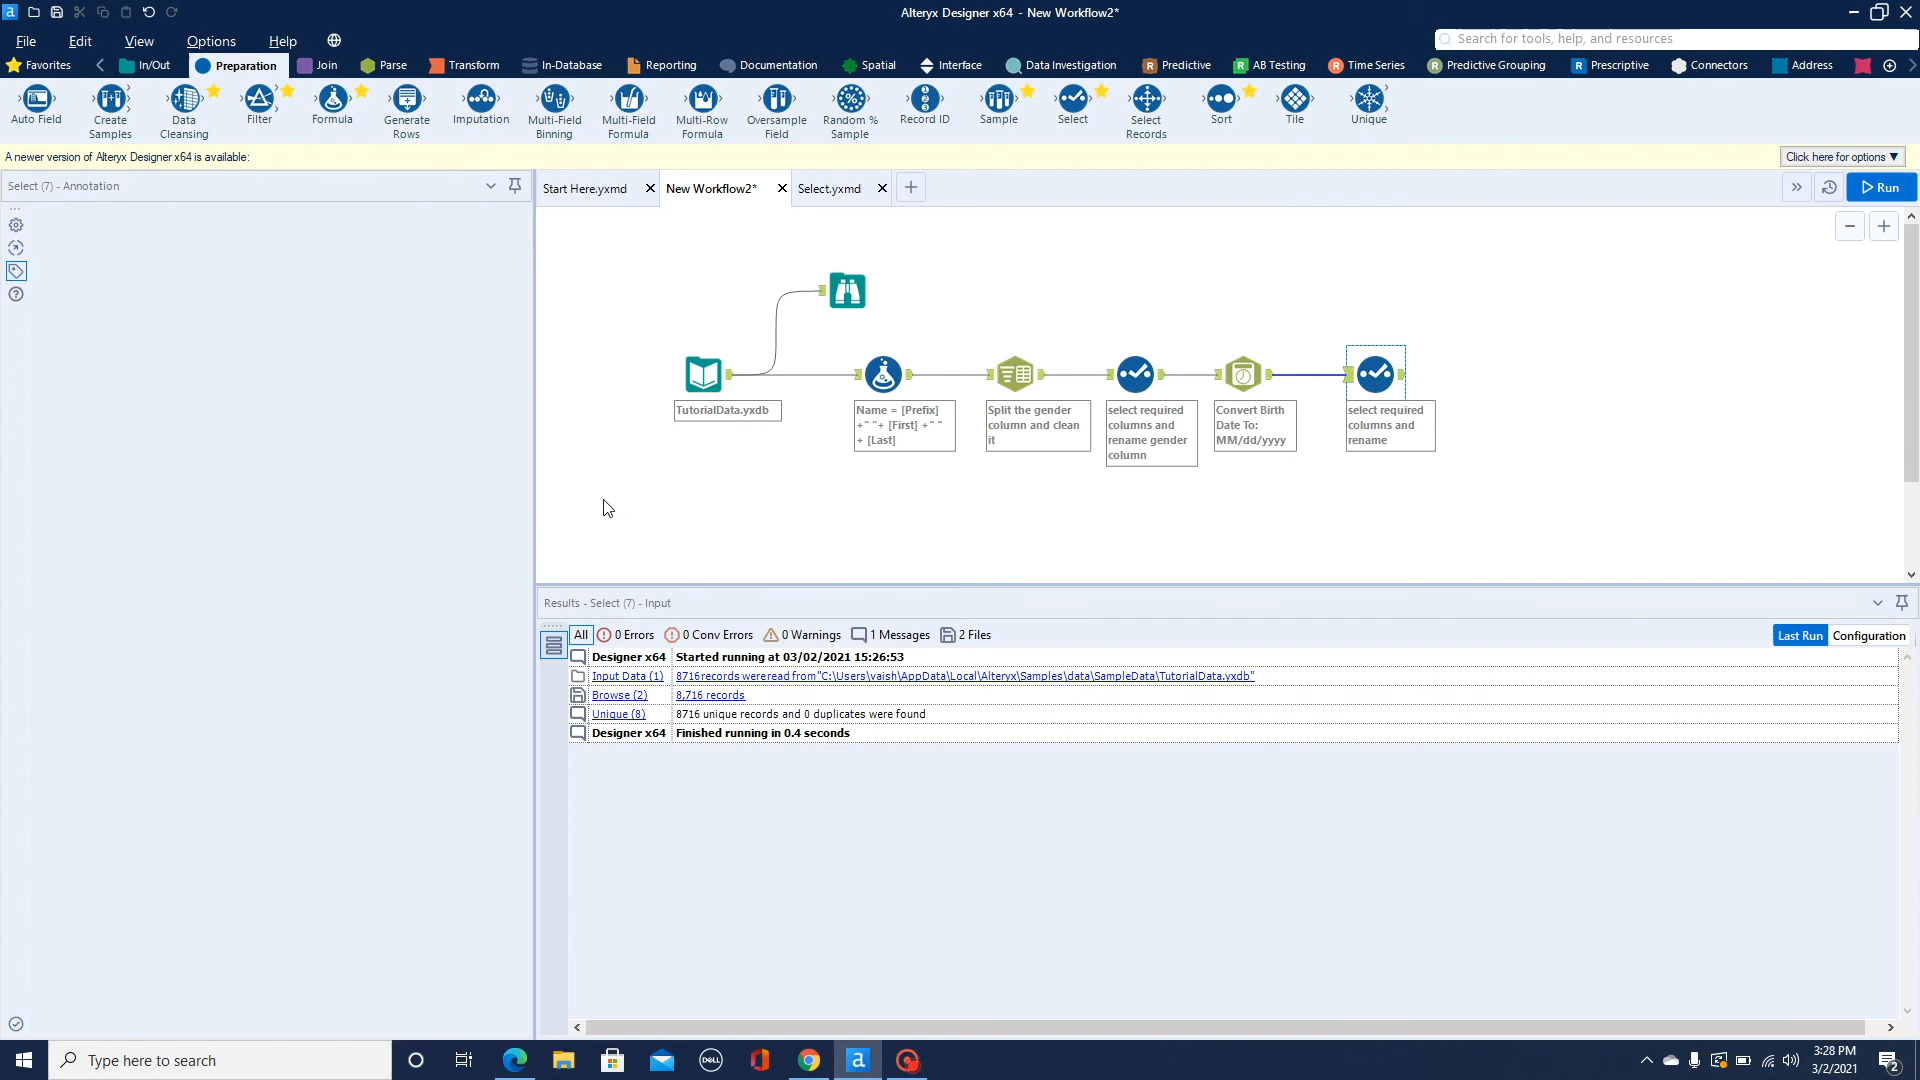 Alteryx Designer x64 - New Workflow2*
File Edit View Options Help
Search for tools, help, and resources
Favorites In/Out Preparation Join Parse Transform In-Database Reporting Documentation Spatial Interface Data Investigation Predictive AB Testing Time Series Predictive Grouping Prescriptive Connectors Address
Auto Field Create Samples Data Cleansing Filter Formula Generate Rows Imputation Multi-Field Binning Multi-Field Formula Multi-Row Formula Oversample Field Random % Sample Record ID Sample Select Select Records Sort Tile Unique
A newer version of Alteryx Designer x64 is available:
Click here for options ▼
Select (7) - Annotation
Start Here.yxmd New Workflow2* Select.yxmd
Run
TutorialData.yxdb
Name = [Prefix]
+" "+ [First] +" "
+ [Last]
Split the gender
column and clean
it
select required
columns and
rename gender
column
Convert Birth
Date To:
MM/dd/yyyy
select required
columns and
rename
Results - Select (7) - Input
All 0 Errors 0 Conv Errors 0 Warnings 1 Messages 2 Files
Last Run Configuration
Designer x64 Started running at 03/02/2021 15:26:53
Input Data (1) 8716 records were read from "C:\Users\vaish\AppData\Local\Alteryx\Samples\data\SampleData\TutorialData.yxdb"
Browse (2) 8,716 records
Unique (8) 8716 unique records and 0 duplicates were found
Designer x64 Finished running in 0.4 seconds
Type here to search
DELL
3:28 PM
3/2/2021
2